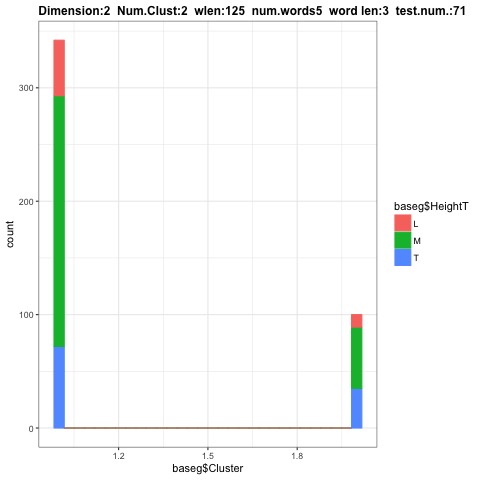 Dimension:2  Num.Clust:2  wlen:125  num.words5  word len:3  test.num.:71
300
200
100
0
count
1.2
1.5
1.8
baseg$Cluster
baseg$HeightT
L
M
T